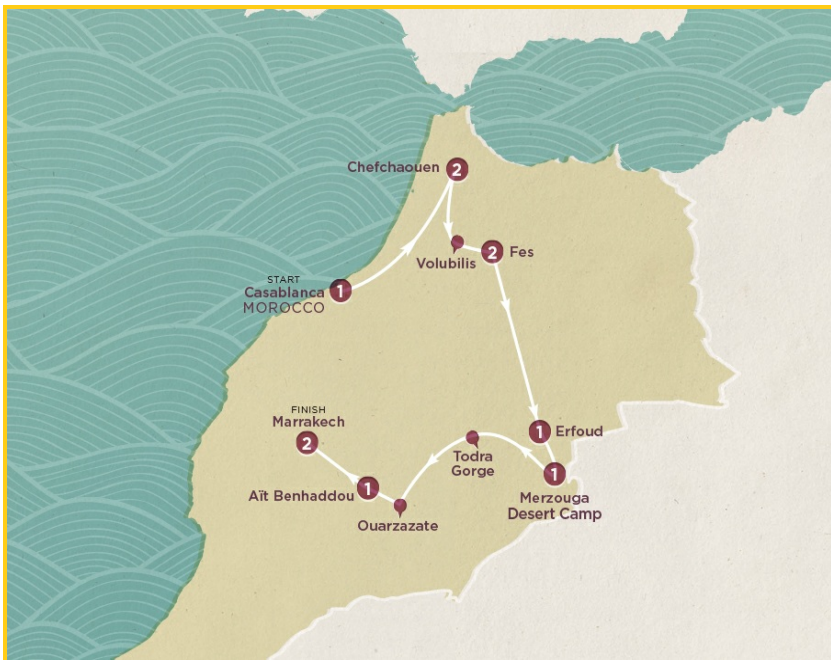 Chefchaouen 2
Volubilis
2 Fes
START
Casablanca 1
MOROCCO
FINISH
Marrakech
2
1 Erfoud
Todra
Gorge
1
Merzouga
Desert Camp
Aït Benhaddou 1
Ouarzazate